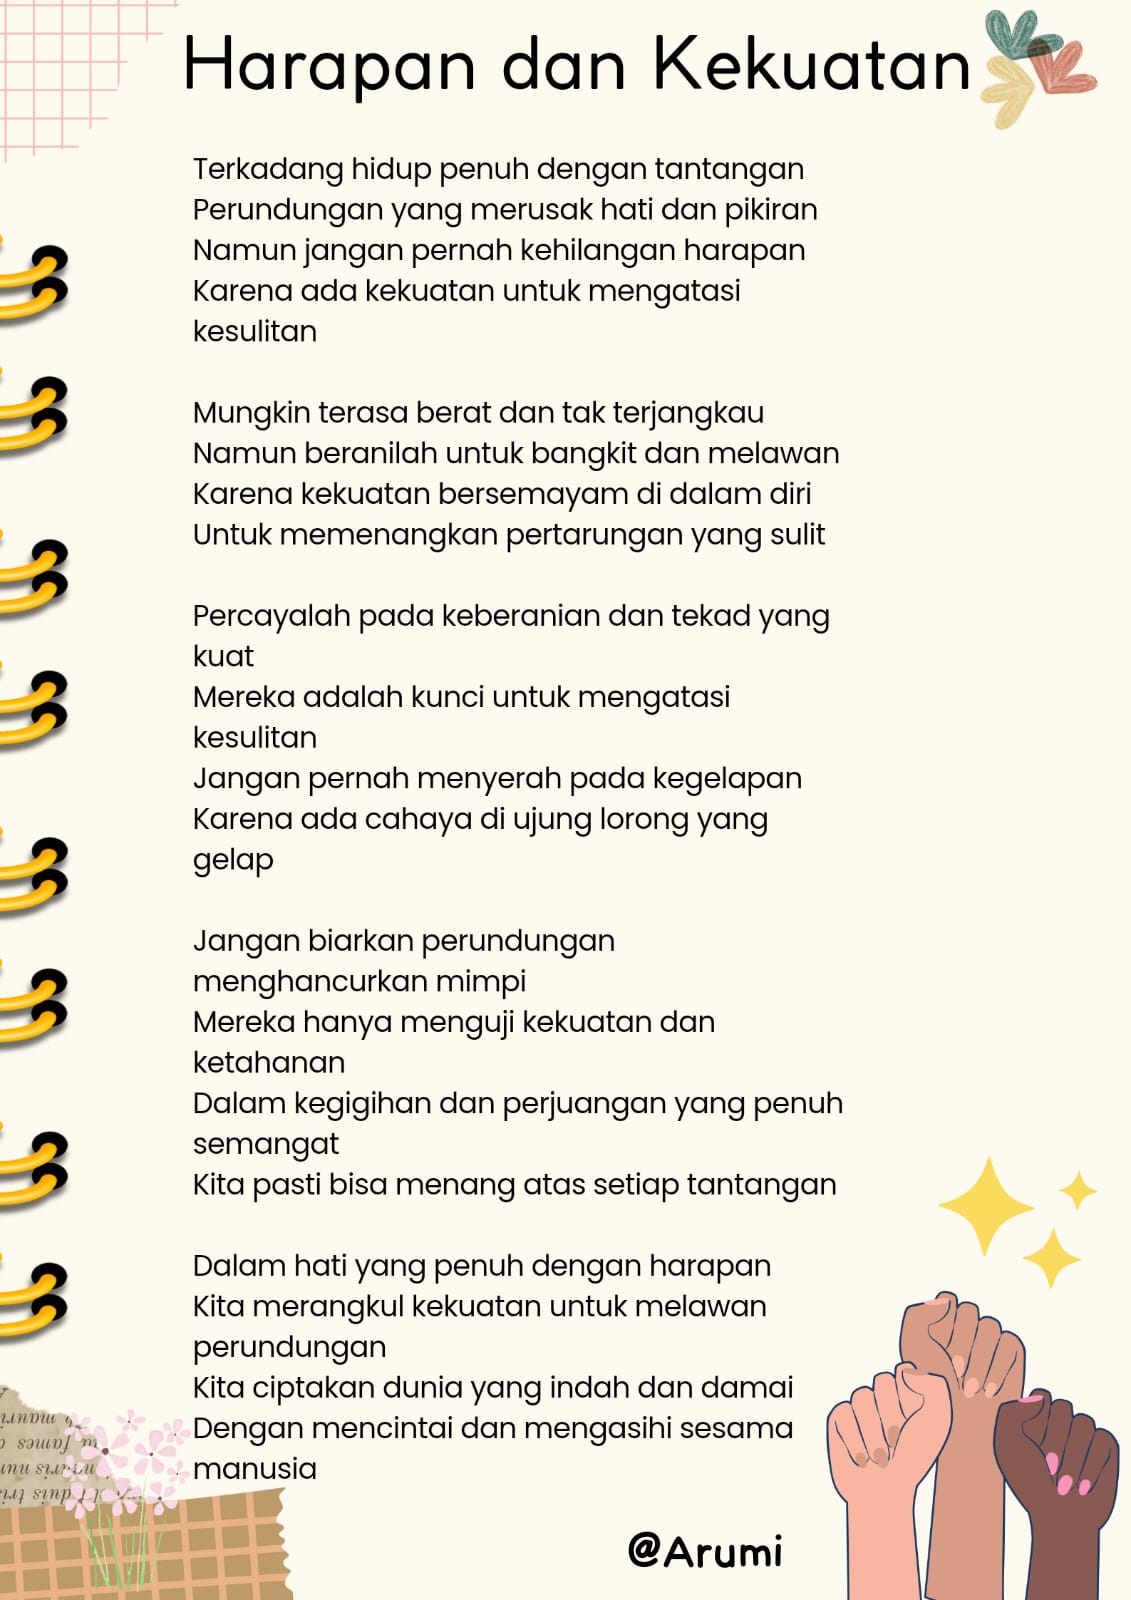 Harapan dan Kekuatan
Terkadang hidup penuh dengan tantangan
Perundungan yang merusak hati dan pikiran
Namun jangan pernah kehilangan harapan
Karena ada kekuatan untuk mengatasi
kesulitan
Mungkin terasa berat dan tak terjangkau
Namun beranilah untuk bangkit dan melawan
Karena kekuatan bersemayam di dalam diri
Untuk memenangkan pertarungan yang sulit
Percayalah pada keberanian dan tekad yang
kuat
Mereka adalah kunci untuk mengatasi
kesulitan
Jangan pernah menyerah pada kegelapan
Karena ada cahaya di ujung lorong yang
gelap
Jangan biarkan perundungan
menghancurkan mimpi
Mereka hanya menguji kekuatan dan
ketahanan
Dalam kegigihan dan perjuangan yang penuh
semangat
Kita pasti bisa menang atas setiap tantangan
Dalam hati yang penuh dengan harapan
Kita merangkul kekuatan untuk melawan
perundungan
Kita ciptakan dunia yang indah dan damai
Dengan mencintai dan mengasihi sesama
manusia
@Arumi